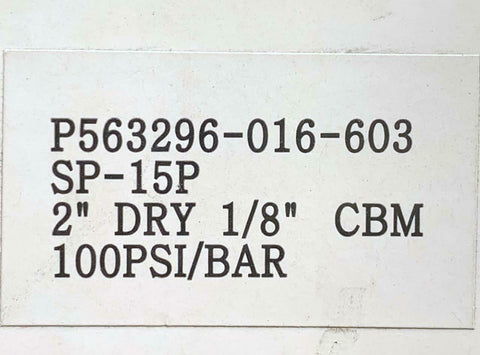 P563296-016-603
SP-15P
2" DRY 1/8" CBM
100PSI/BAR